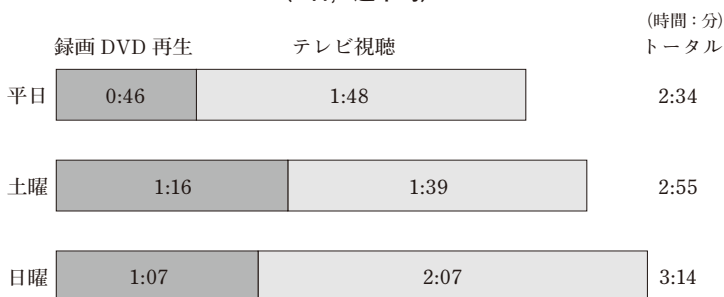 (時間:分)
録画 DVD 再生 テレビ視聴 トータル
平日 0:46 1:48 2:34
土曜 1:16 1:39 2:55
日曜 1:07 2:07 3:14